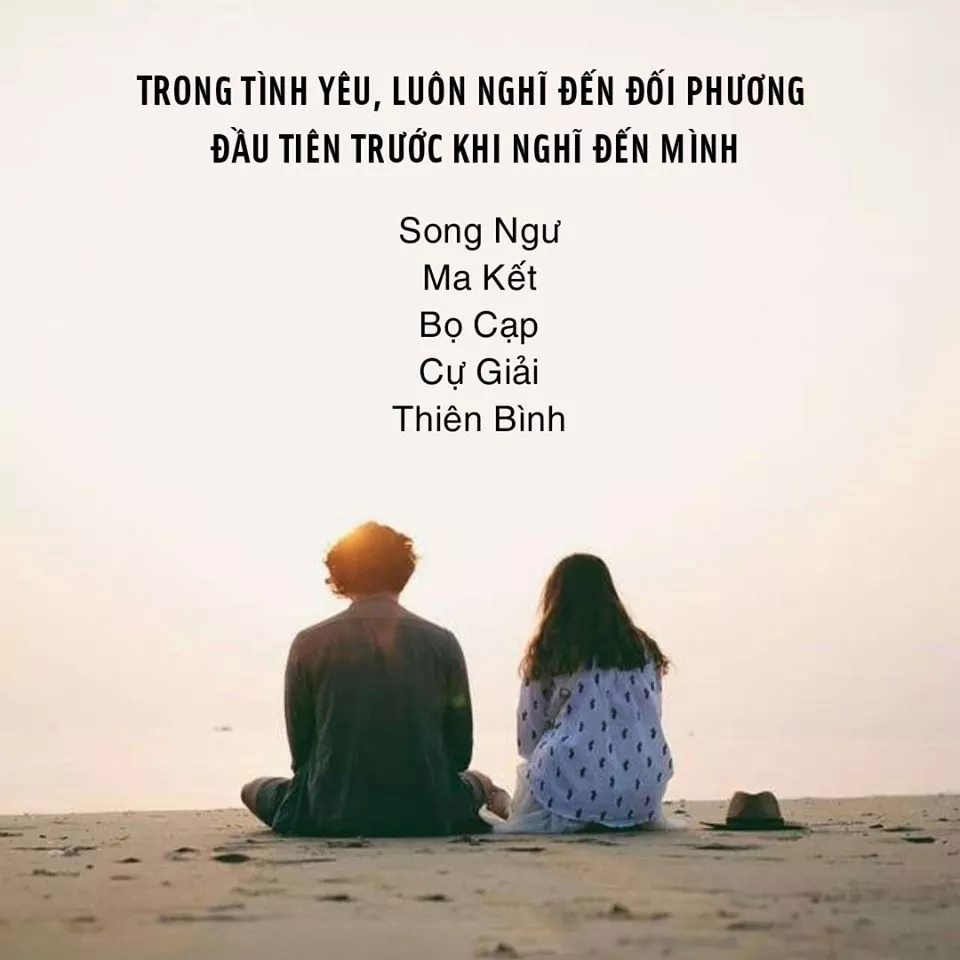 TRONG TÌNH YÊU, LUÔN NGHĨ ĐẾN ĐỐI PHƯƠNG
ĐẦU TIÊN TRƯỚC KHI NGHĨ ĐẾN MÌNH
Song Ngư
Ma Kết
Bọ Cạp
Cự Giải
Thiên Bình